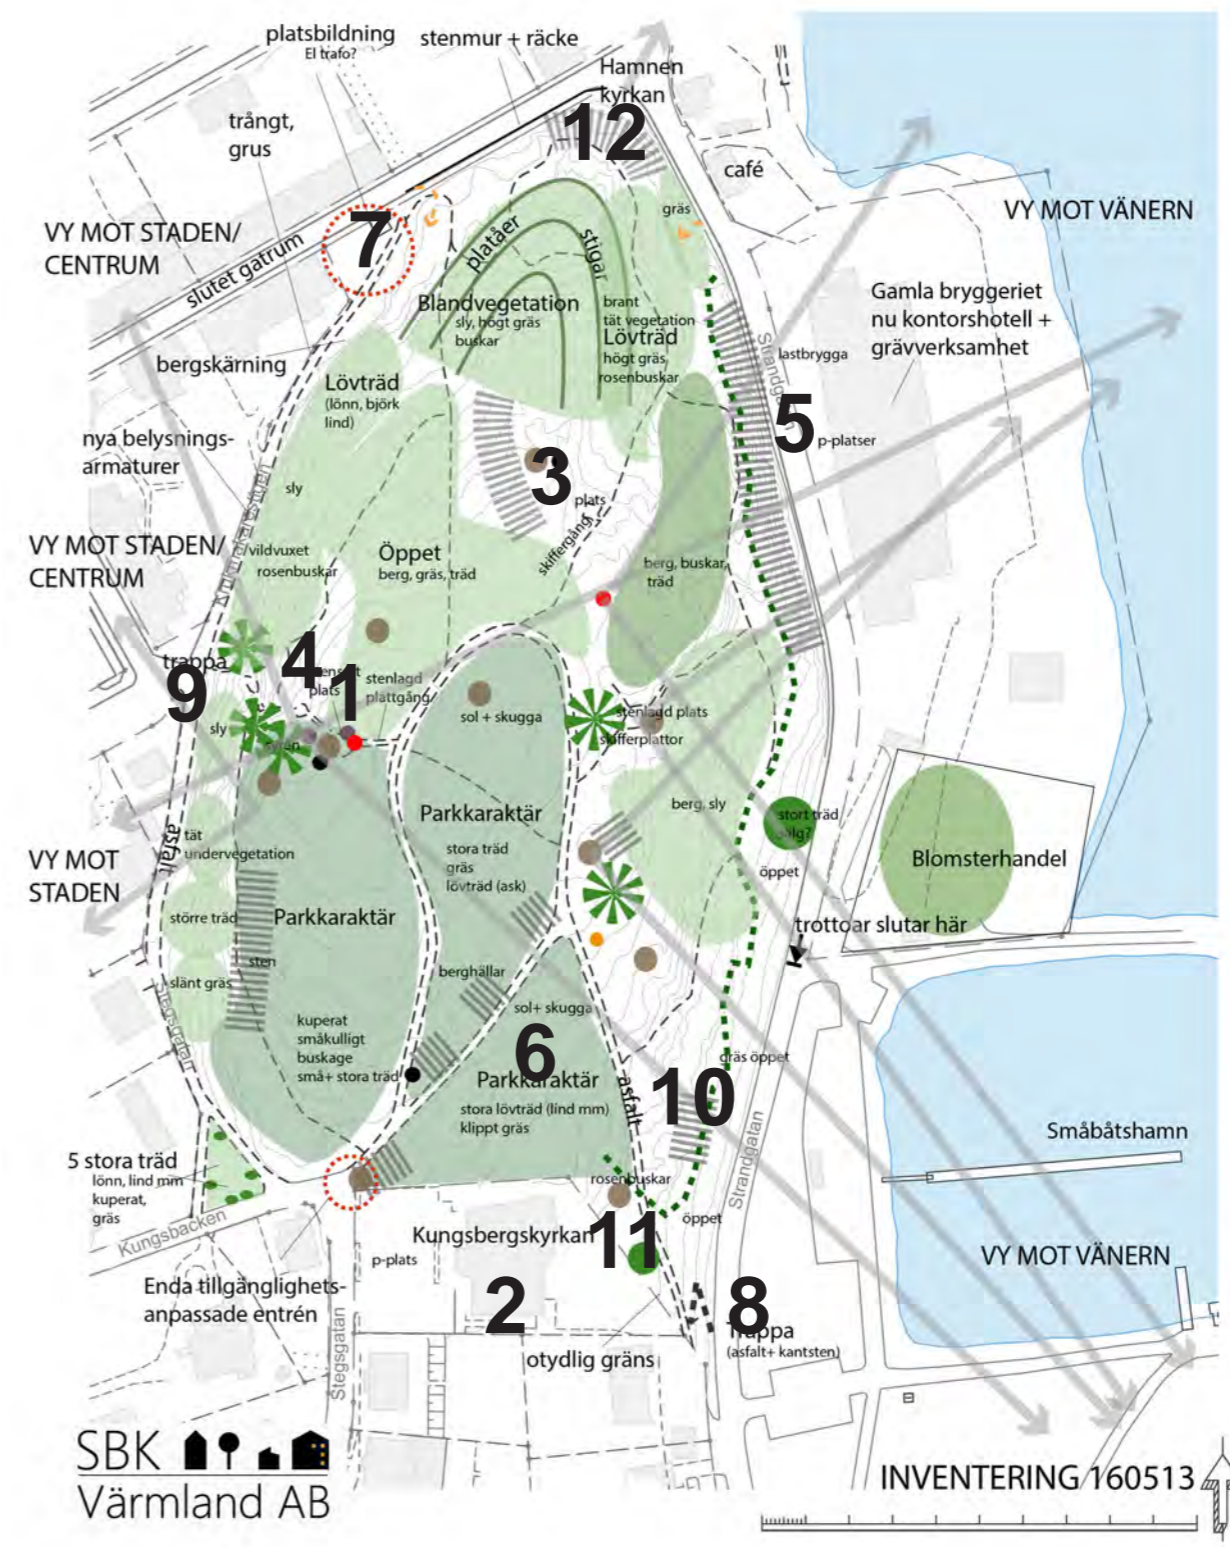 platsbildning
El trafo?
stenmur + räcke
Hamnen
kyrkan
12
trångt,
grus
café
gräs
VY MOT VÄNERN
VY MOT STADEN/
CENTRUM
7
slutet gatrum
platåer
stigar
Blandvegetation
sly, högt gräs
buskar
brant
tät vegetation
Lövträd
högt gräs
rosenbuskar
Gamla bryggeriet
nu kontorshotell +
grävverksamhet
lastbrygga
5
p-platser
bergskärning
Lövträd
(lönn, björk
lind)
nya belysnings-
armaturer
sly
3
plats
skiffergång
VY MOT STADEN/
CENTRUM
vildvuxet
rosenbuskar
Öppet
berg, gräs, träd
berg, buskar,
träd
trappa
9
4
1
plats
stenlagd
plattgång
sly
sol + skugga
stenlagd plats
skifferplattor
berg, sly
stort träd
öppet
Blomsterhandel
trottoar slutar här
VY MOT
STADEN
asfalt
tät
undervegetation
större träd
sten
slänt gräs
Stegsgatan
Parkkaraktär
kuperat
småkulligt
buskage
små+ stora träd
Parkkaraktär
stora träd
gräs
lövträd (ask)
berghällar
sol+ skugga
6
Parkkaraktär
stora lövträd (lind mm)
klippt gräs
asfalt
10
gräs öppet
Strandgatan
Småbåtshamn
5 stora träd
lönn, lind mm
kuperat,
gräs
Kungsbacken
rosenbuskar
öppet
Kungsbergskyrkan
11
p-plats
2
8
VY MOT VÄNERN
Enda tillgänglighets-
anpassade entrén
Stegsgatan
Trappa
(asfalt+ kantsten)
otydlig gräns
SBK
Värmland AB
INVENTERING 160513